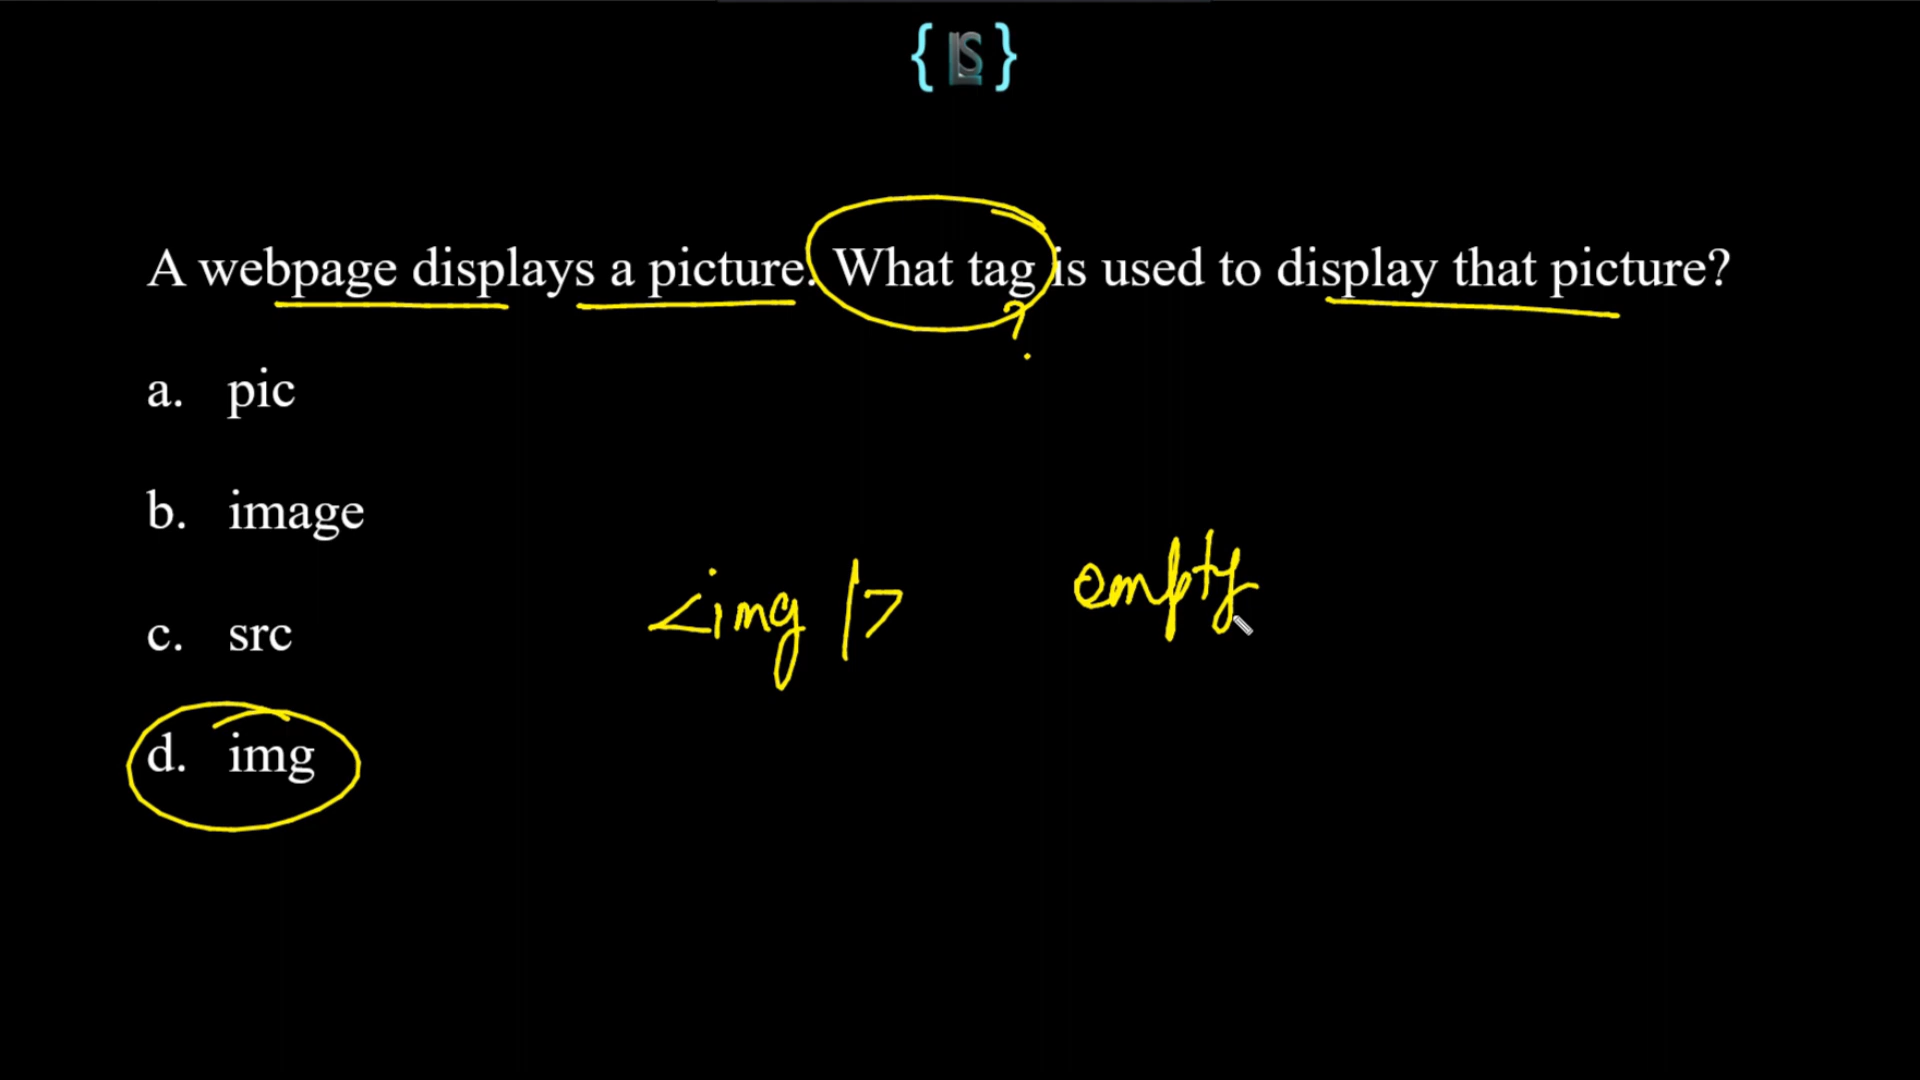 { LS }
A webpage displays a picture. What tag is used to display that picture?
?
a. pic
b. image
<img /> empty
c. src
d. img